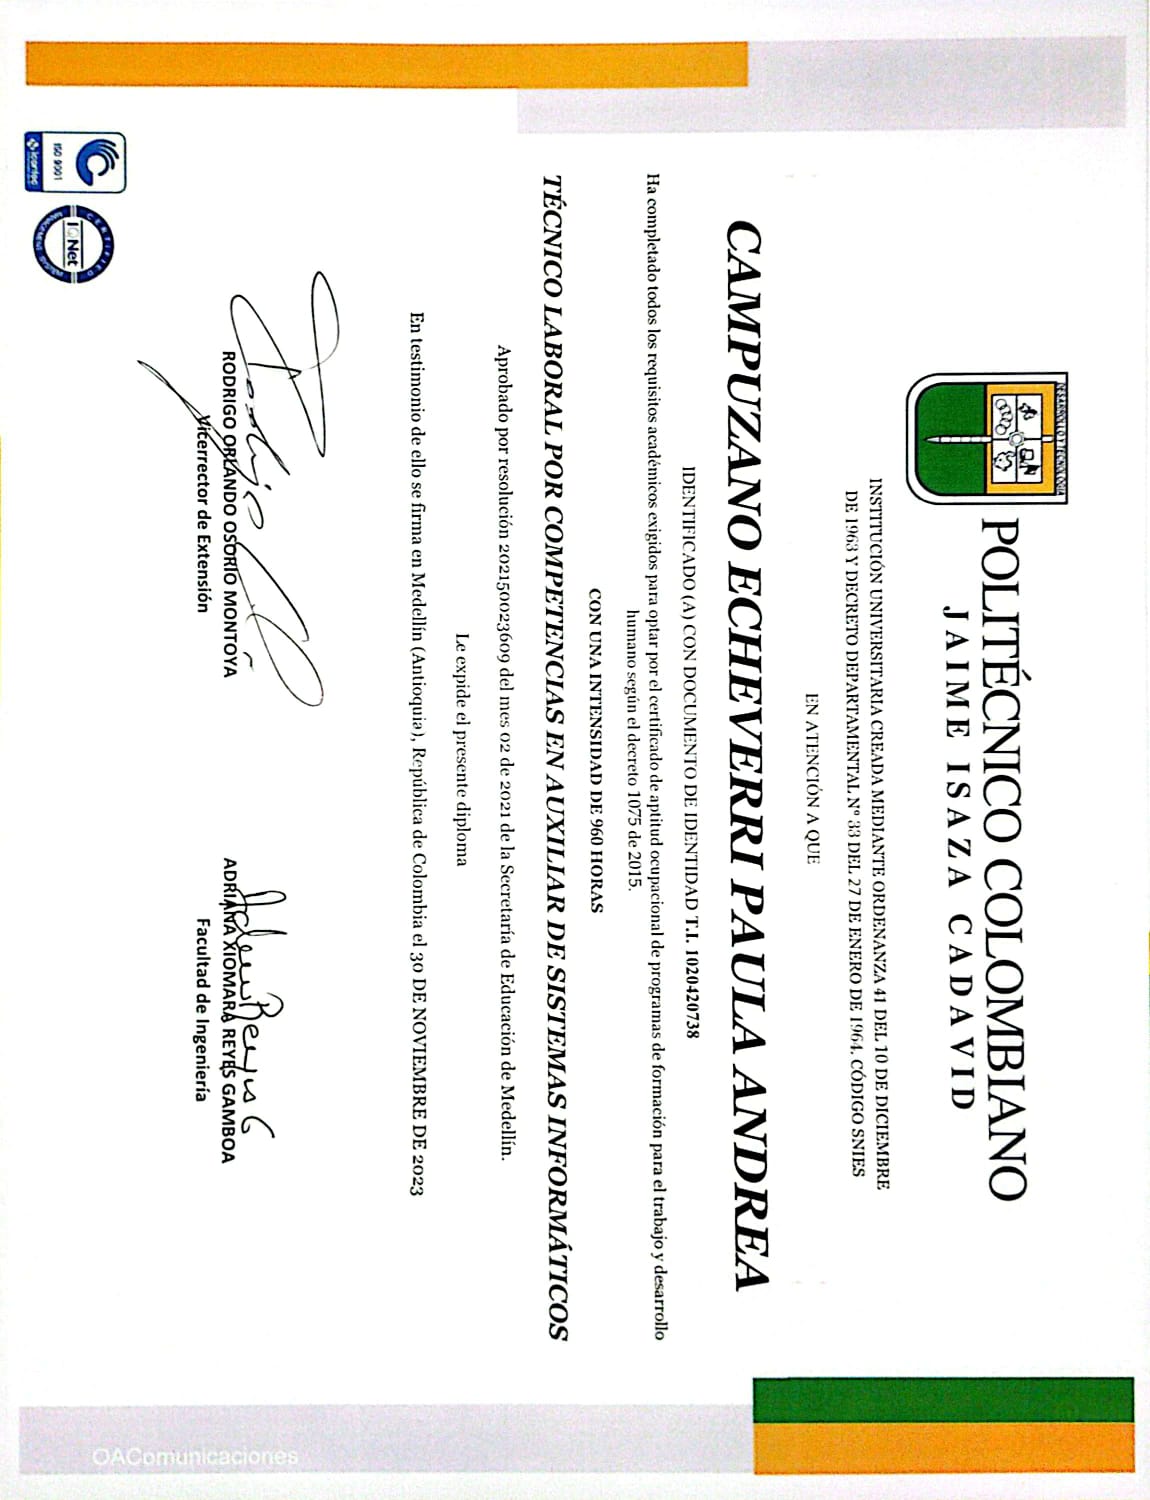 DESARROLLO Y TECNOLOGIA
POLITÉCNICO COLOMBIANO
JAIME ISAZA CADAVID
INSTITUCIÓN UNIVERSITARIA CREADA MEDIANTE ORDENANZA 41 DEL 10 DE DICIEMBRE
DE 1963 Y DECRETO DEPARTAMENTAL Nº 33 DEL 27 DE ENERO DE 1964. CÓDIGO SNIES
EN ATENCIÓN A QUE
CAMPUZANO ECHEVERRI PAULA ANDREA
IDENTIFICADO (A) CON DOCUMENTO DE IDENTIDAD T.I. 1020420738
Ha completado todos los requisitos académicos exigidos para optar por el certificado de aptitud ocupacional de programas de formación para el trabajo y desarrollo
humano según el decreto 1075 de 2015.
CON UNA INTENSIDAD DE 960 HORAS
TÉCNICO LABORAL POR COMPETENCIAS EN AUXILIAR DE SISTEMAS INFORMÁTICOS
Aprobado por resolución 202150023609 del mes 02 de 2021 de la Secretaría de Educación de Medellín.
Le expide el presente diploma
En testimonio de ello se firma en Medellín (Antioquia), República de Colombia el 30 DE NOVIEMBRE DE 2023
RODRIGO ORLANDO OSORIO MONTOYA
Vicerrector de Extensión
ADRIANA XIOMARA REYES GAMBOA
Facultad de Ingeniería
ISO 9001
icontec
CERTIFIED
IQNet
MANAGEMENT SYSTEM
OAComunicaciones